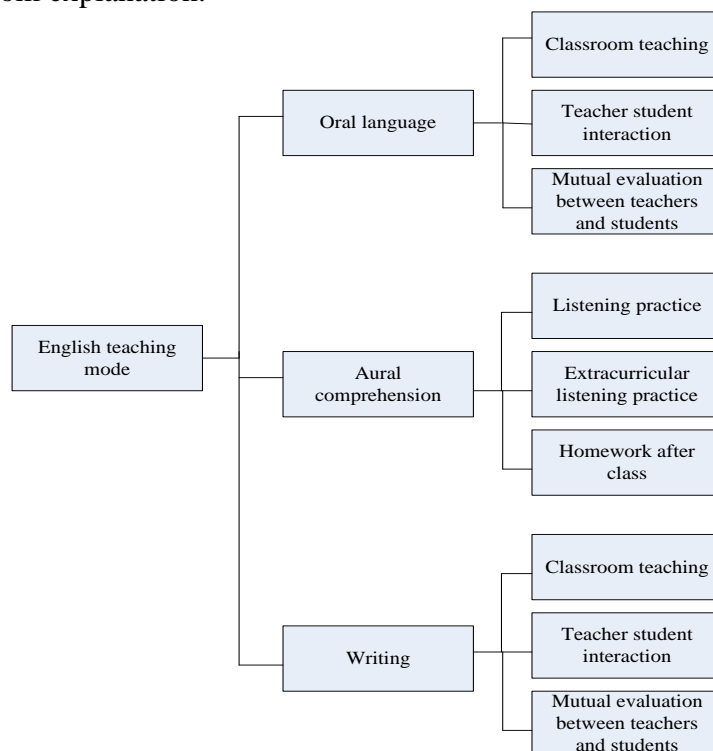 explanation.
Classroom teaching
Oral language
Teacher student
interaction
Mutual evaluation
between teachers
and students
Listening practice
English teaching
mode
Aural
comprehension
Extracurricular
listening practice
Homework after
class
Classroom teaching
Writing
Teacher student
interaction
Mutual evaluation
between teachers
and students